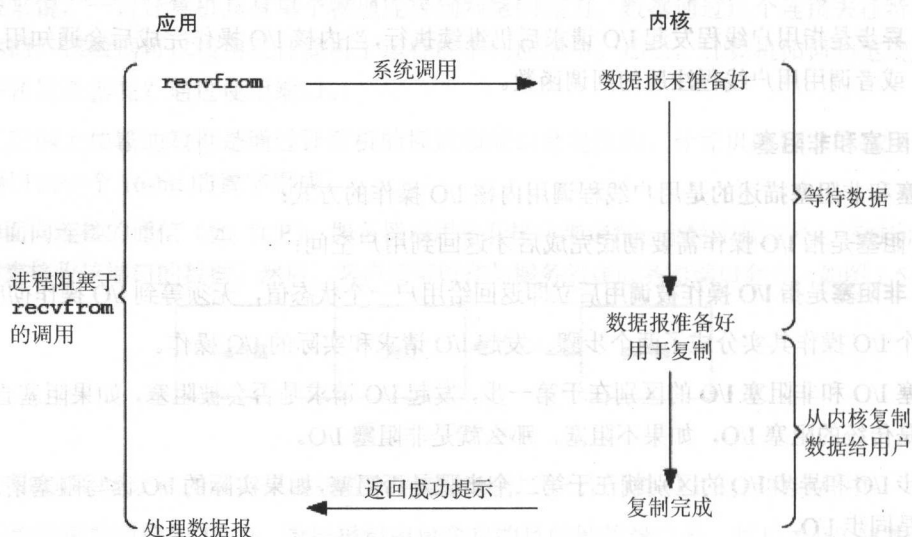 应用
内核
recvfrom
系统调用
数据报未准备好
等待数据
进程阻塞于
recvfrom
的调用
数据报准备好
用于复制
从内核复制
数据给用户
返回成功提示
复制完成
处理数据报